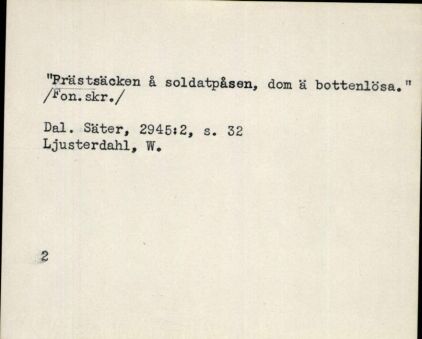 "Prästsäcken å soldatpåsen, dom ä bottenlösa."
/Fon.skr./
Dal. Säter, 2945:2, s. 32
Ljusterdahl, W.
2